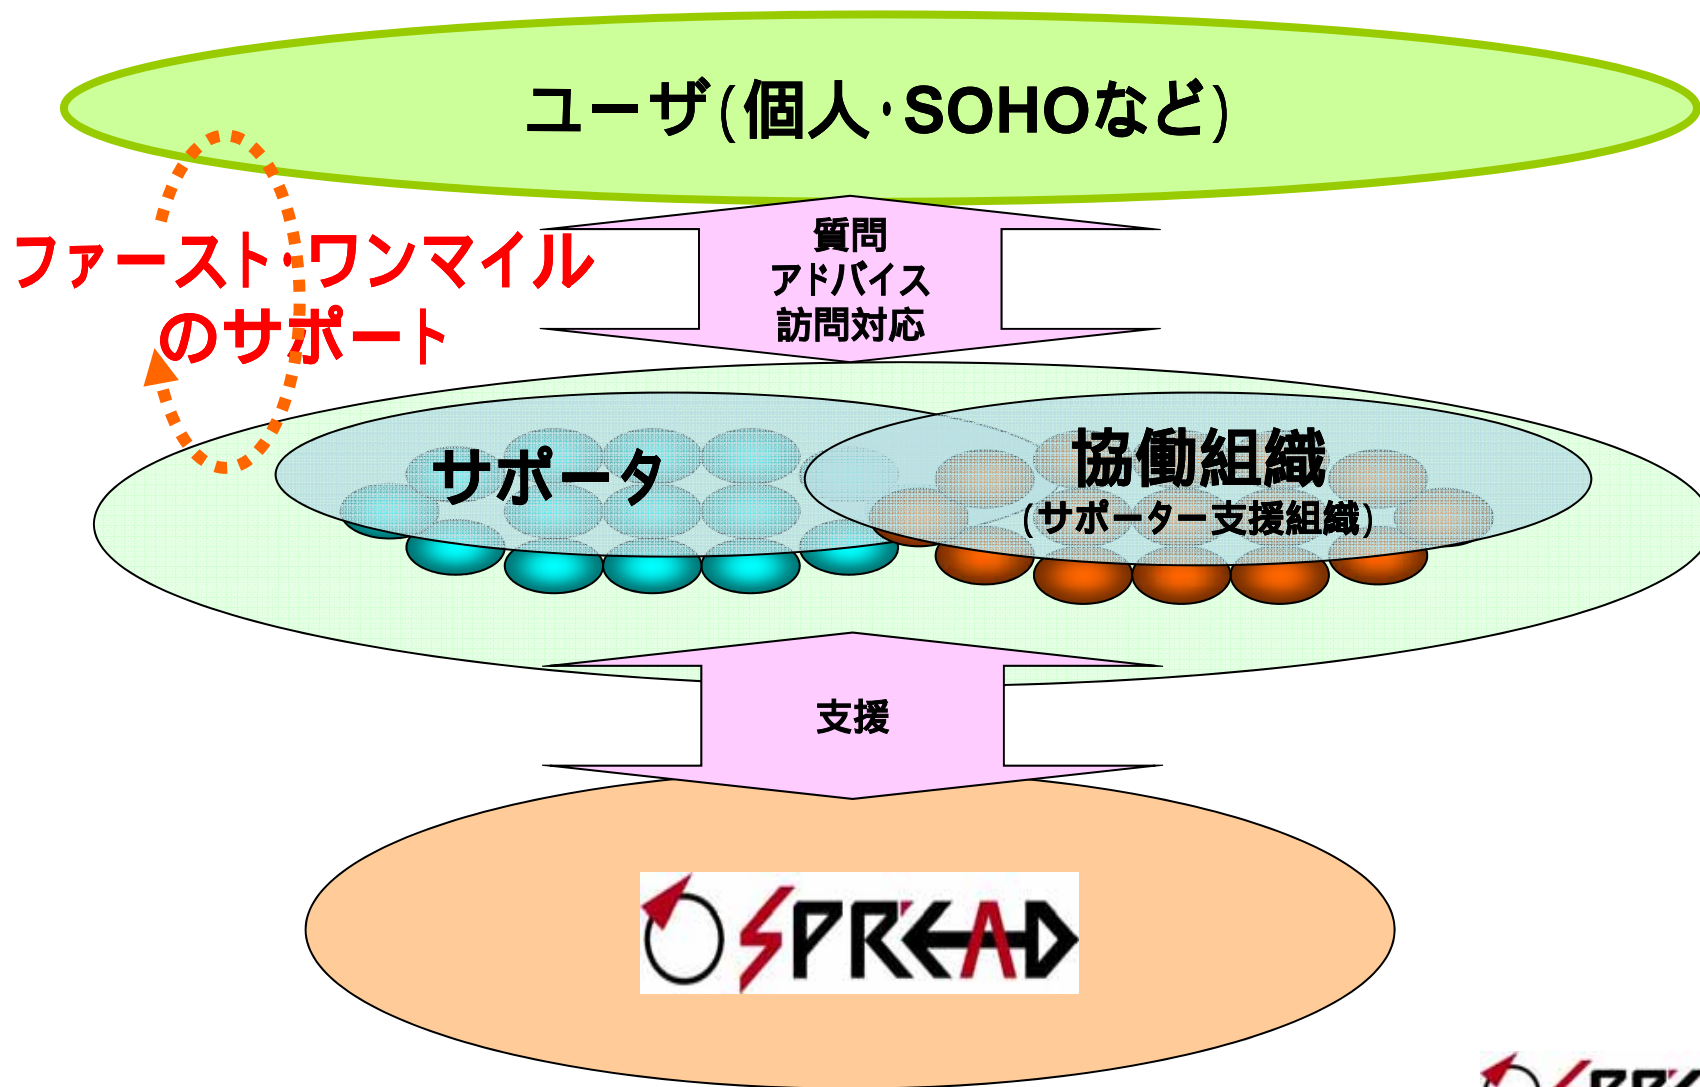 ユーザ(個人・SOHOなど)
ファースト・ワンマイル
のサポート
質問
アドバイス
訪問対応
サポータ
協働組織
(サポーター支援組織)
支援
SPREAD